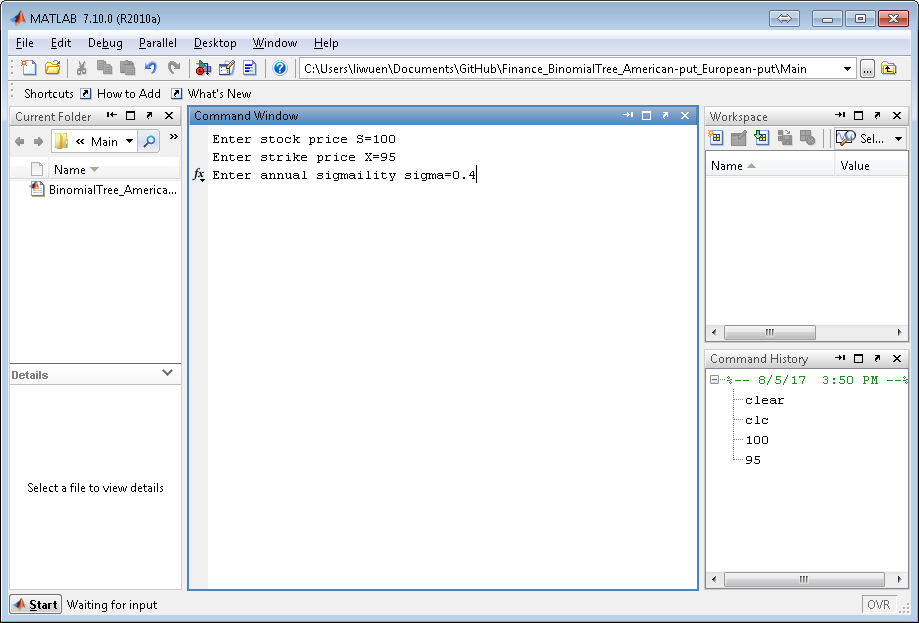 MATLAB 7.10.0 (R2010a)
File Edit Debug Parallel Desktop Window Help
C:\Users\liwuen\Documents\GitHub\Finance_BinomialTree_American-put_European-put\Main
...
Shortcuts How to Add What's New
Current Folder
« Main
»
Name
BinomialTree_America...
Details
Select a file to view details
Command Window
Enter stock price S=100
Enter strike price X=95
fx Enter annual sigmaility sigma=0.4
Workspace
Sel...
Name Value
Command History
%-- 8/5/17 3:50 PM --%
clear
clc
100
95
Start Waiting for input
OVR